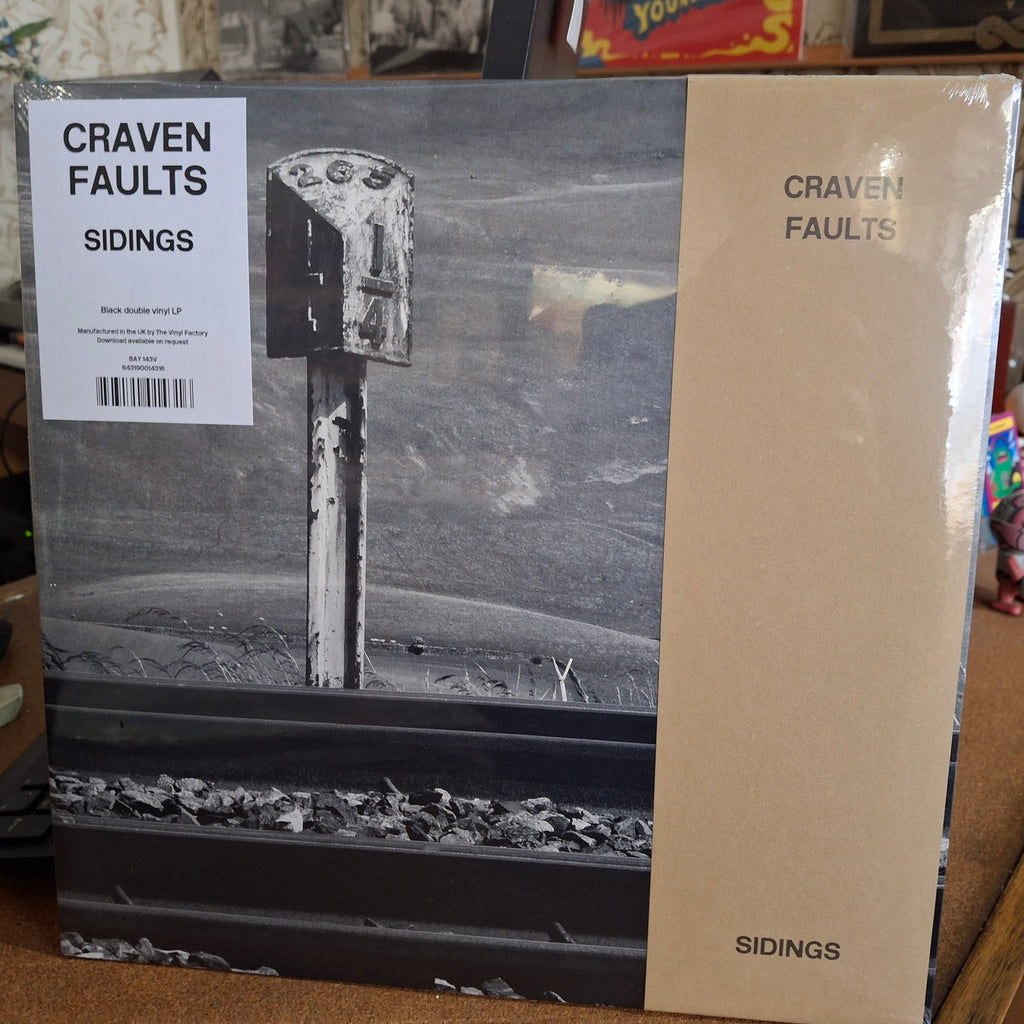 CRAVEN
FAULTS
SIDINGS
Black double vinyl LP
Manufactured in the UK by The Vinyl Factory
Download available on request
BAY 143V
843190014316
265
1
4
CRAVEN
FAULTS
SIDINGS